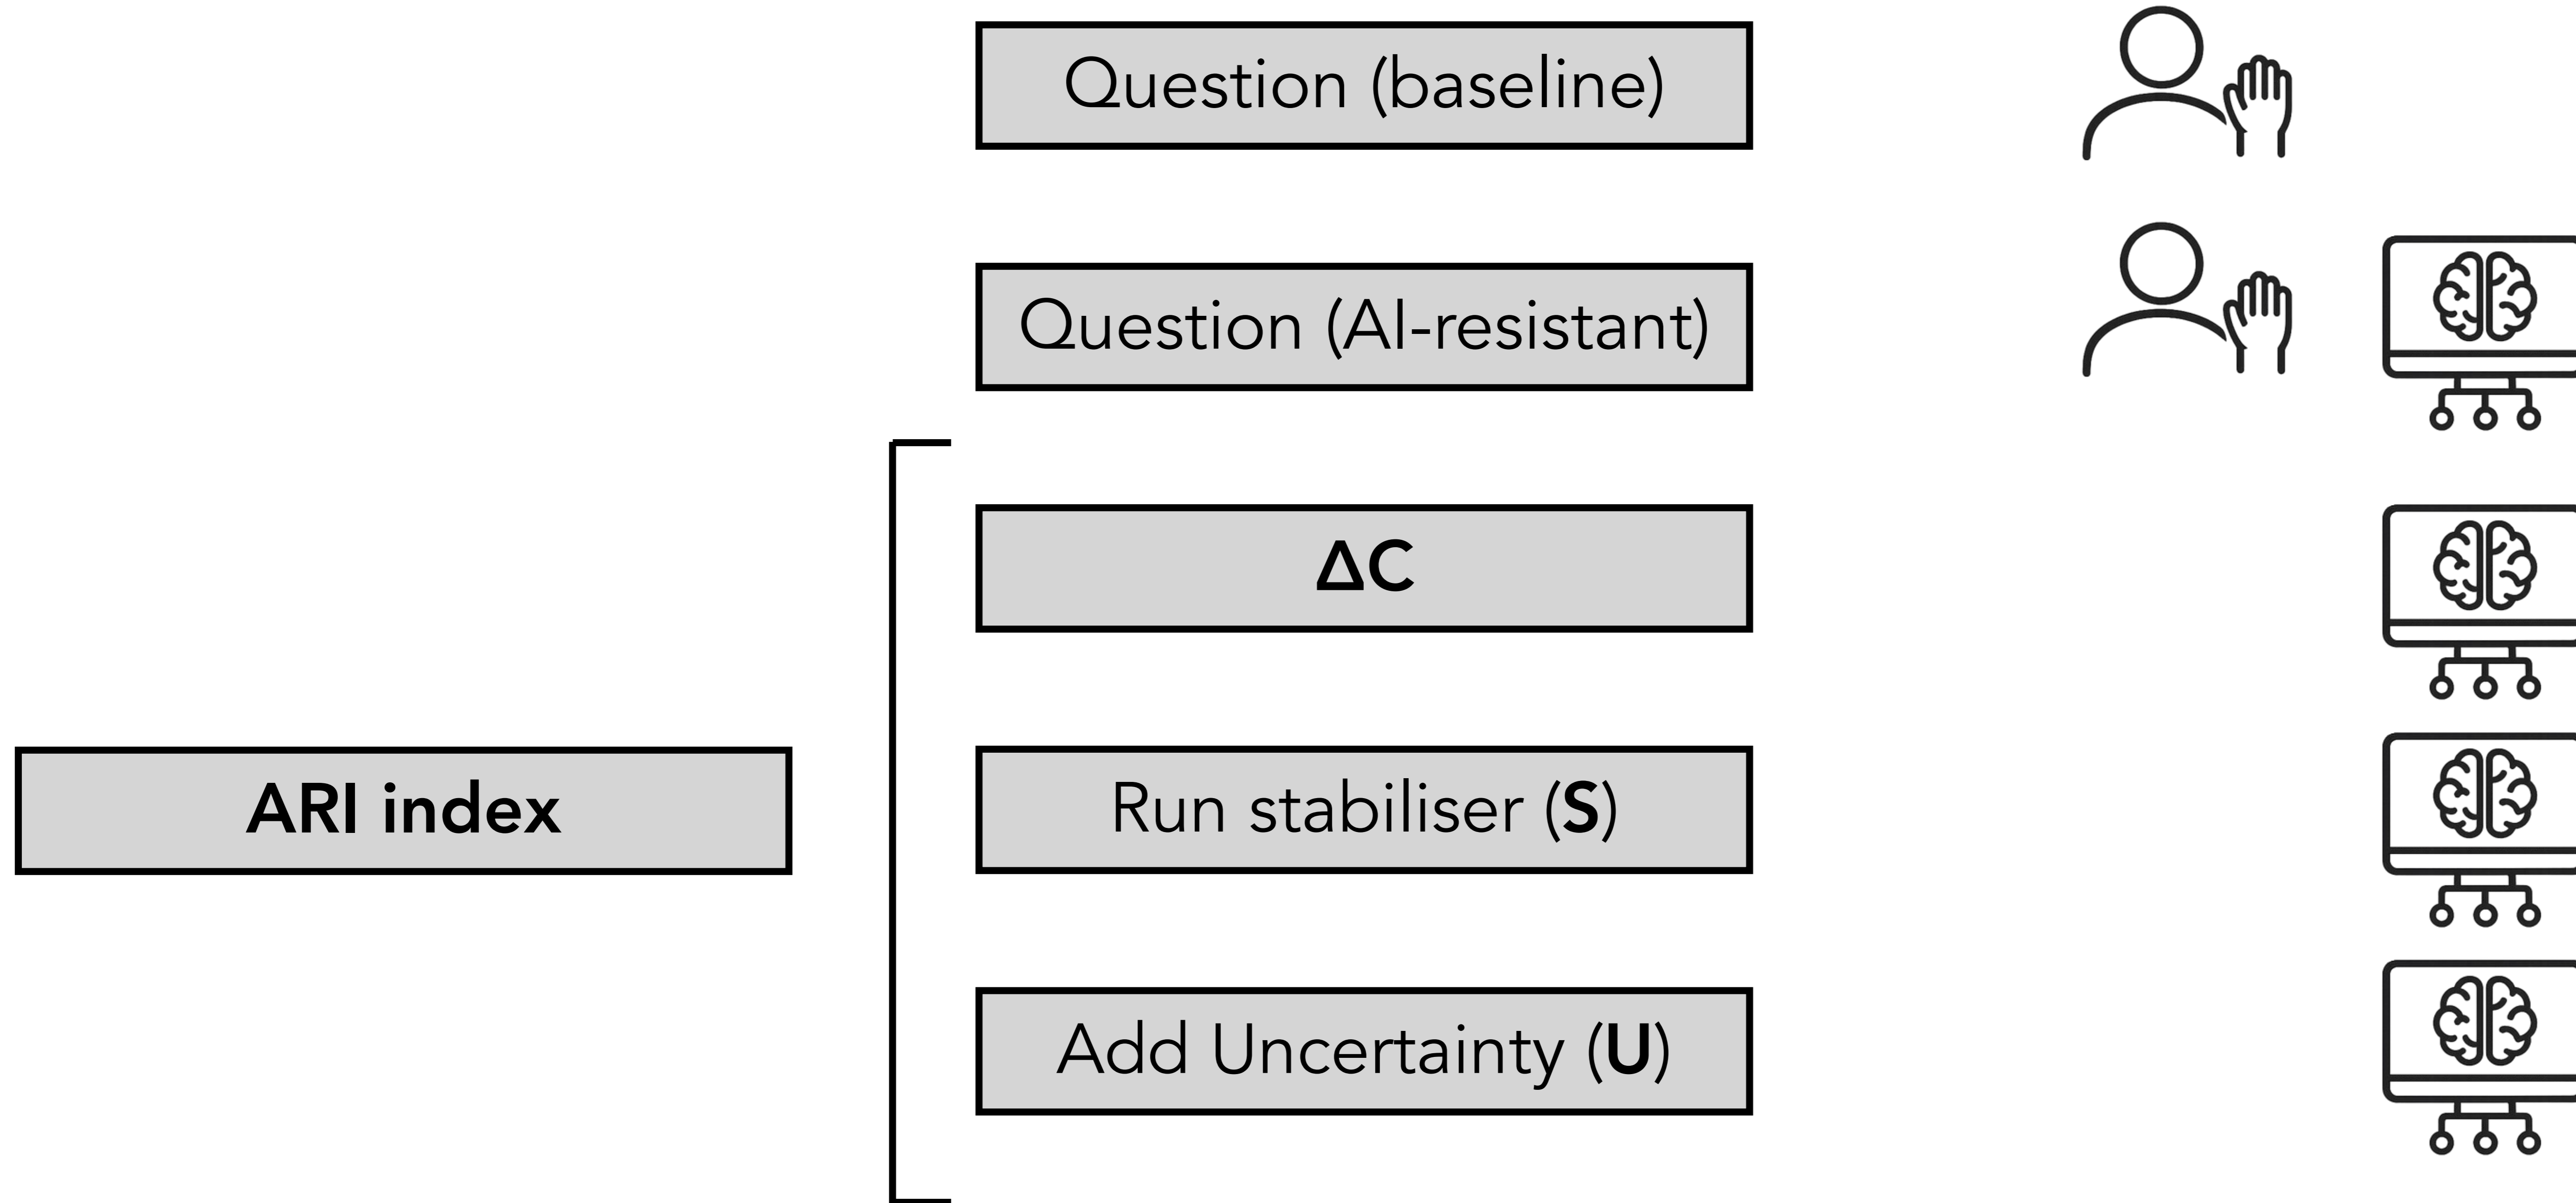 Question (baseline)
Question (AI-resistant)
ΔC
ARI index
Run stabiliser (S)
Add Uncertainty (U)